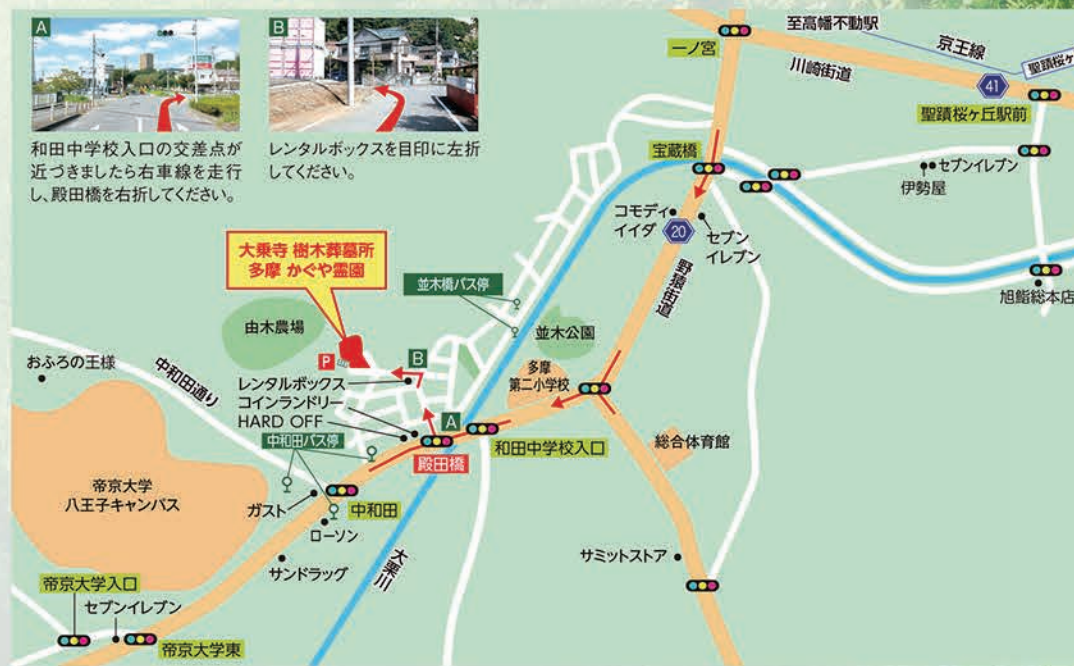 A
和田中学校入口の交差点が
近づきましたら右車線を走行
し、殿田橋を右折してください。
B
レンタルボックスを目印に左折
してください。
一ノ宮
至高幡不動駅
京王線
川崎街道
41
聖蹟桜ヶ丘駅前
宝蔵橋
セブンイレブン
伊勢屋
コモディ
イイダ
20
セブン
イレブン
野猿街道
旭鮨総本店
大乗寺 樹木葬墓所
多摩 かぐや霊園
並木橋バス停
由木農場
並木公園
P
B
おふろの王様
中和田通り
レンタルボックス
コインランドリー
HARD OFF
多摩
第二小学校
A
中和田バス停
殿田橋
和田中学校入口
総合体育館
帝京大学
八王子キャンパス
ガスト
中和田
ローソン
サンドラッグ
大栗川
サミットストア
帝京大学入口
セブンイレブン
帝京大学東